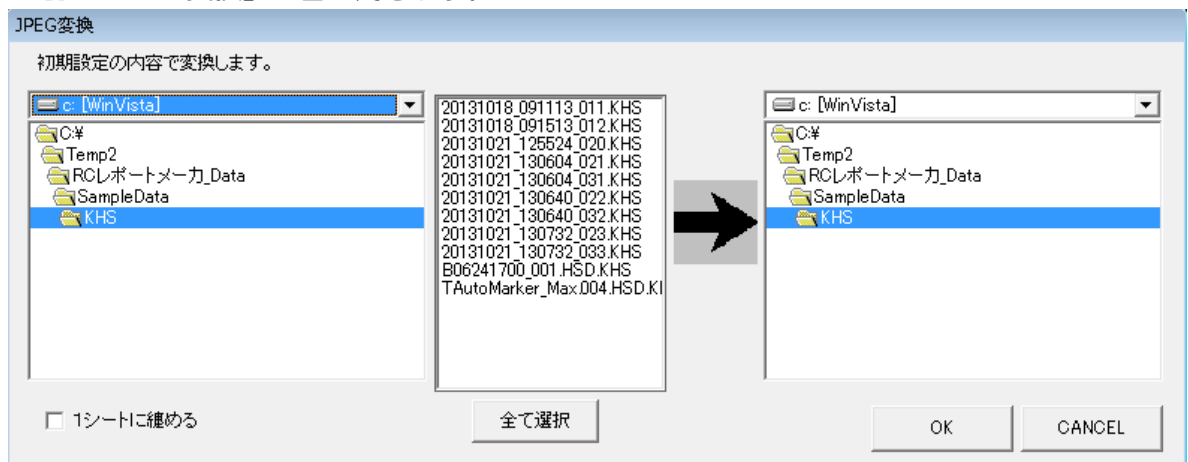 JPEG変換
初期設定の内容で変換します。
c: [WinVista]
C:¥
Temp2
RCレポートメーカ_Data
SampleData
KHS
20131018_091113_011.KHS
20131018_091513_012.KHS
20131021_125524_020.KHS
20131021_130604_021.KHS
20131021_130604_031.KHS
20131021_130640_022.KHS
20131021_130640_032.KHS
20131021_130732_023.KHS
20131021_130732_033.KHS
B06241700_001.HSD.KHS
TAutoMarker_Max.004.HSD.KI
c: [WinVista]
C:¥
Temp2
RCレポートメーカ_Data
SampleData
KHS
1シートに纏める
全て選択
OK
CANCEL